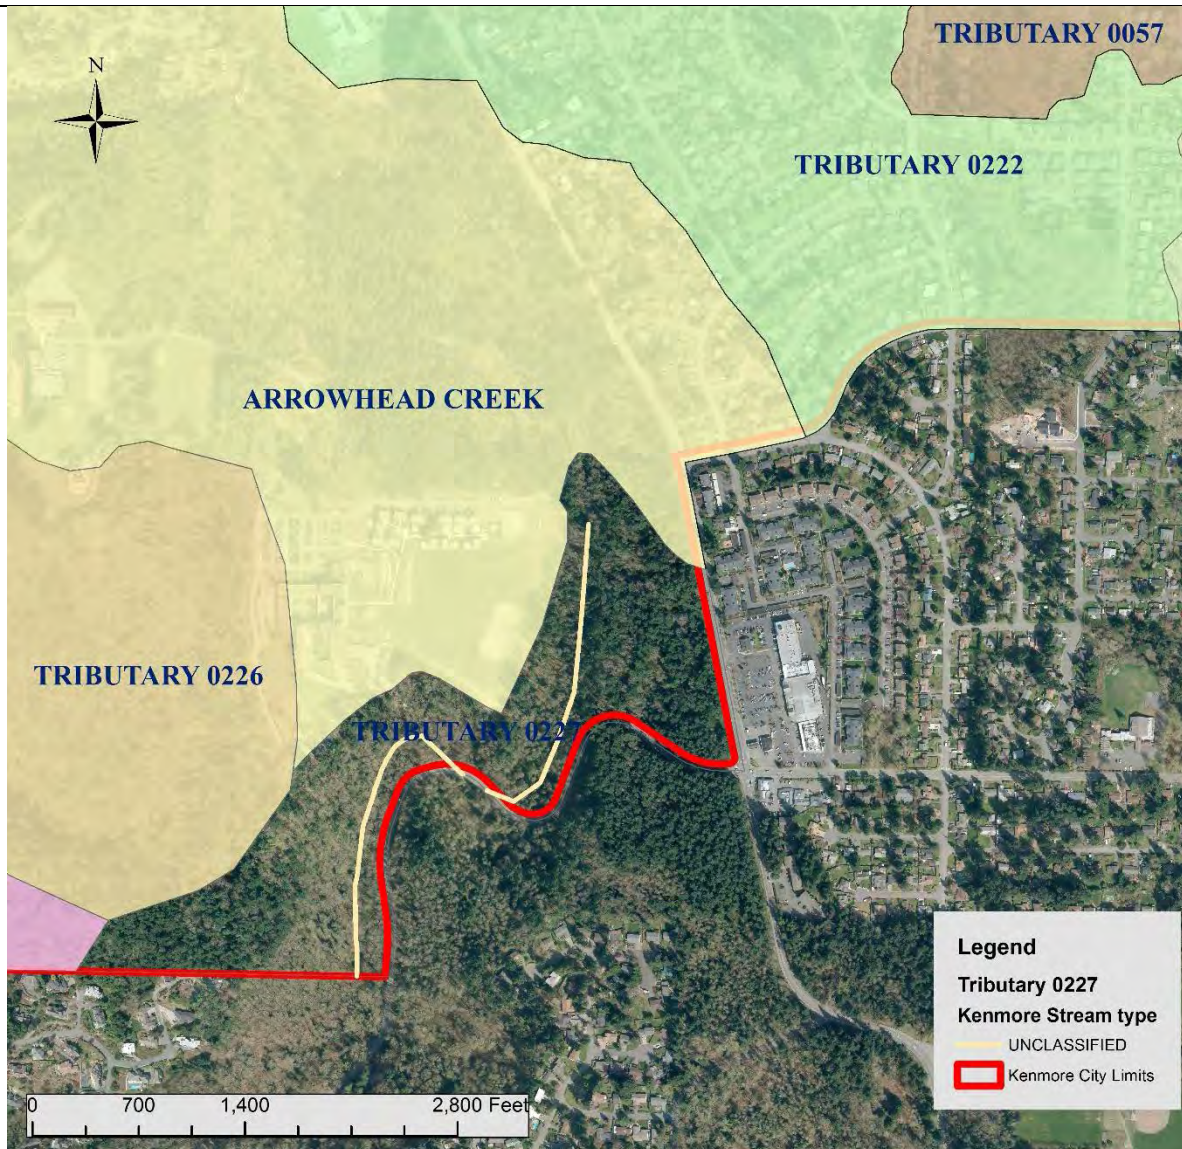 TRIBUTARY 0057
N
TRIBUTARY 0222
ARROWHEAD CREEK
TRIBUTARY 0226
TRIBUTARY 0227
Legend
Tributary 0227
Kenmore Stream type
UNCLASSIFIED
Kenmore City Limits
0 700 1,400 2,800 Feet